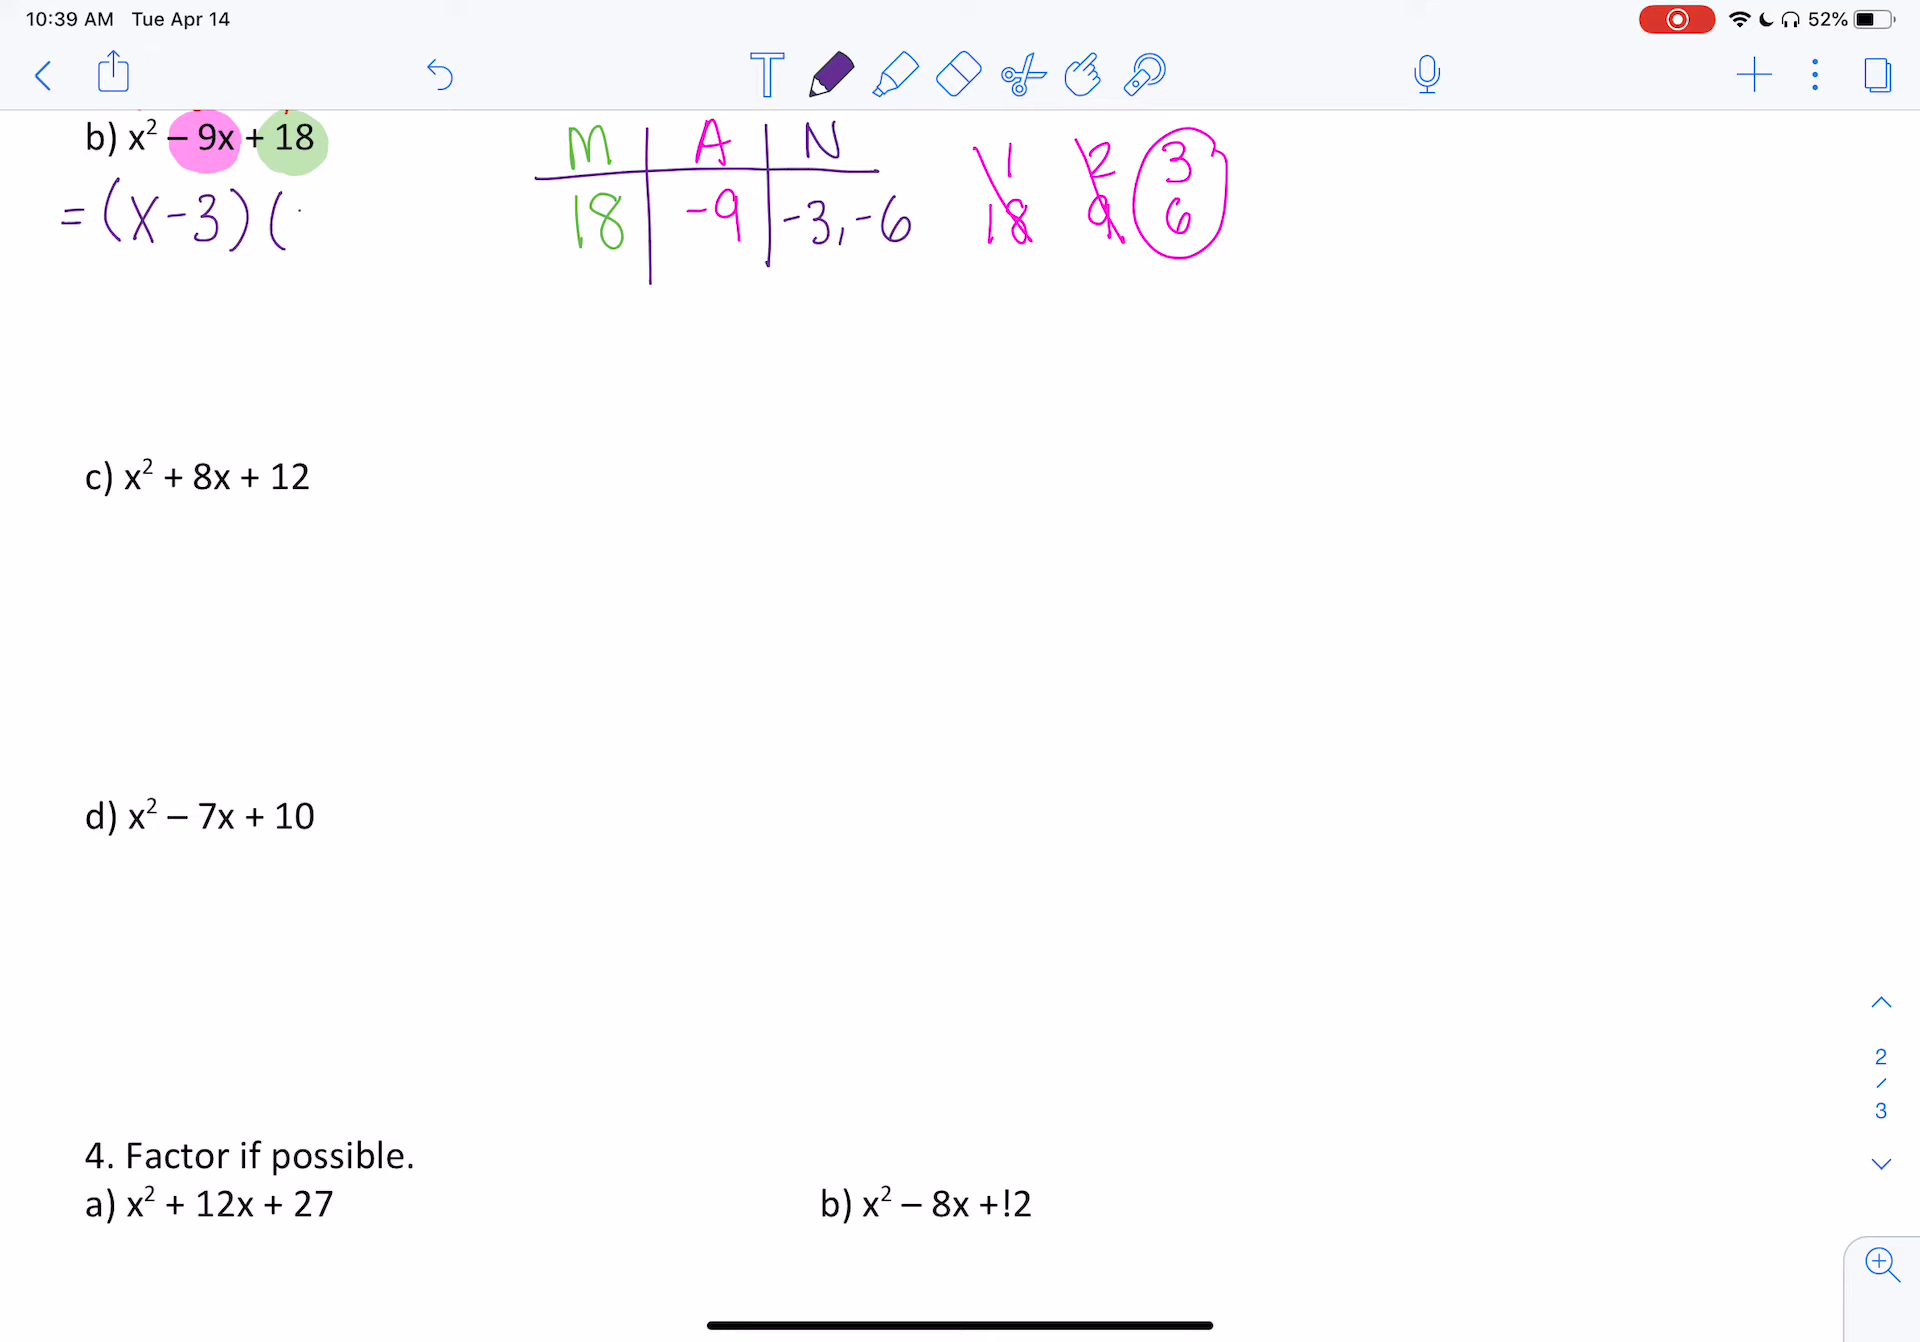 10:39 AM Tue Apr 14
52%
b) x² – 9x + 18
= (x-3) (
M A N
18 -9 -3, -6
1 2 3
18 9 6
c) x² + 8x + 12
d) x² – 7x + 10
2
/
3
4. Factor if possible.
a) x² + 12x + 27
b) x² – 8x +!2